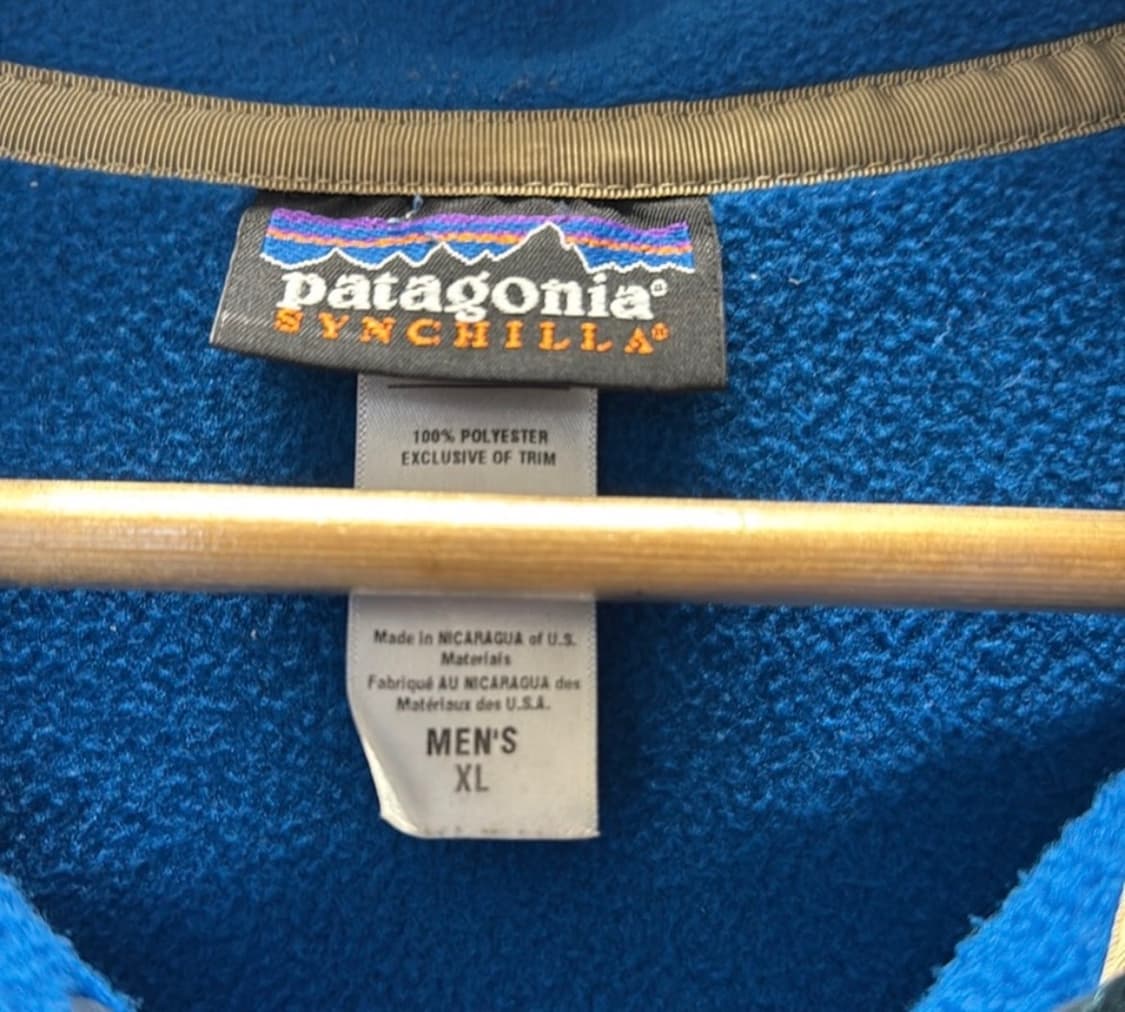 patagonia®
SYNCHILLA®
100% POLYESTER
EXCLUSIVE OF TRIM
Made in NICARAGUA of U.S.
Materials
Fabriqué AU NICARAGUA des
Matériaux des U.S.A.
MEN'S
XL